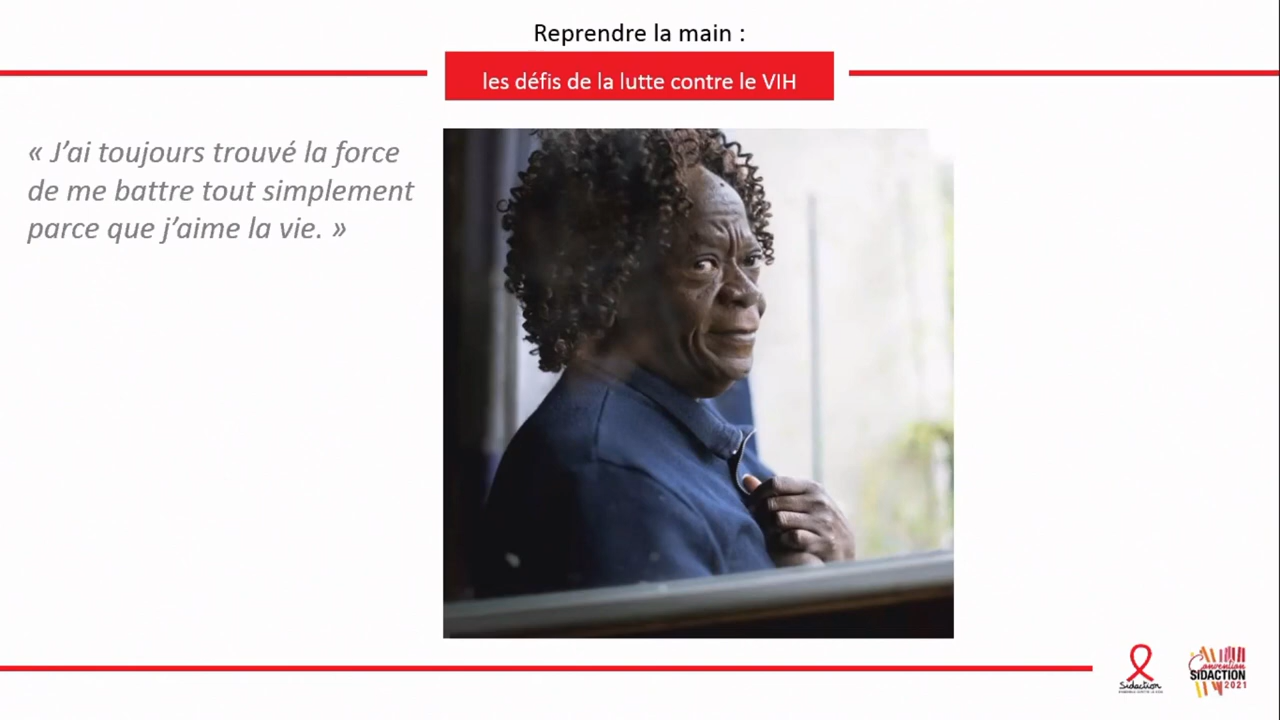 Reprendre la main :
les défis de la lutte contre le VIH
« J’ai toujours trouvé la force
de me battre tout simplement
parce que j’aime la vie. »
Sidaction
Convention
SIDACTION
2021